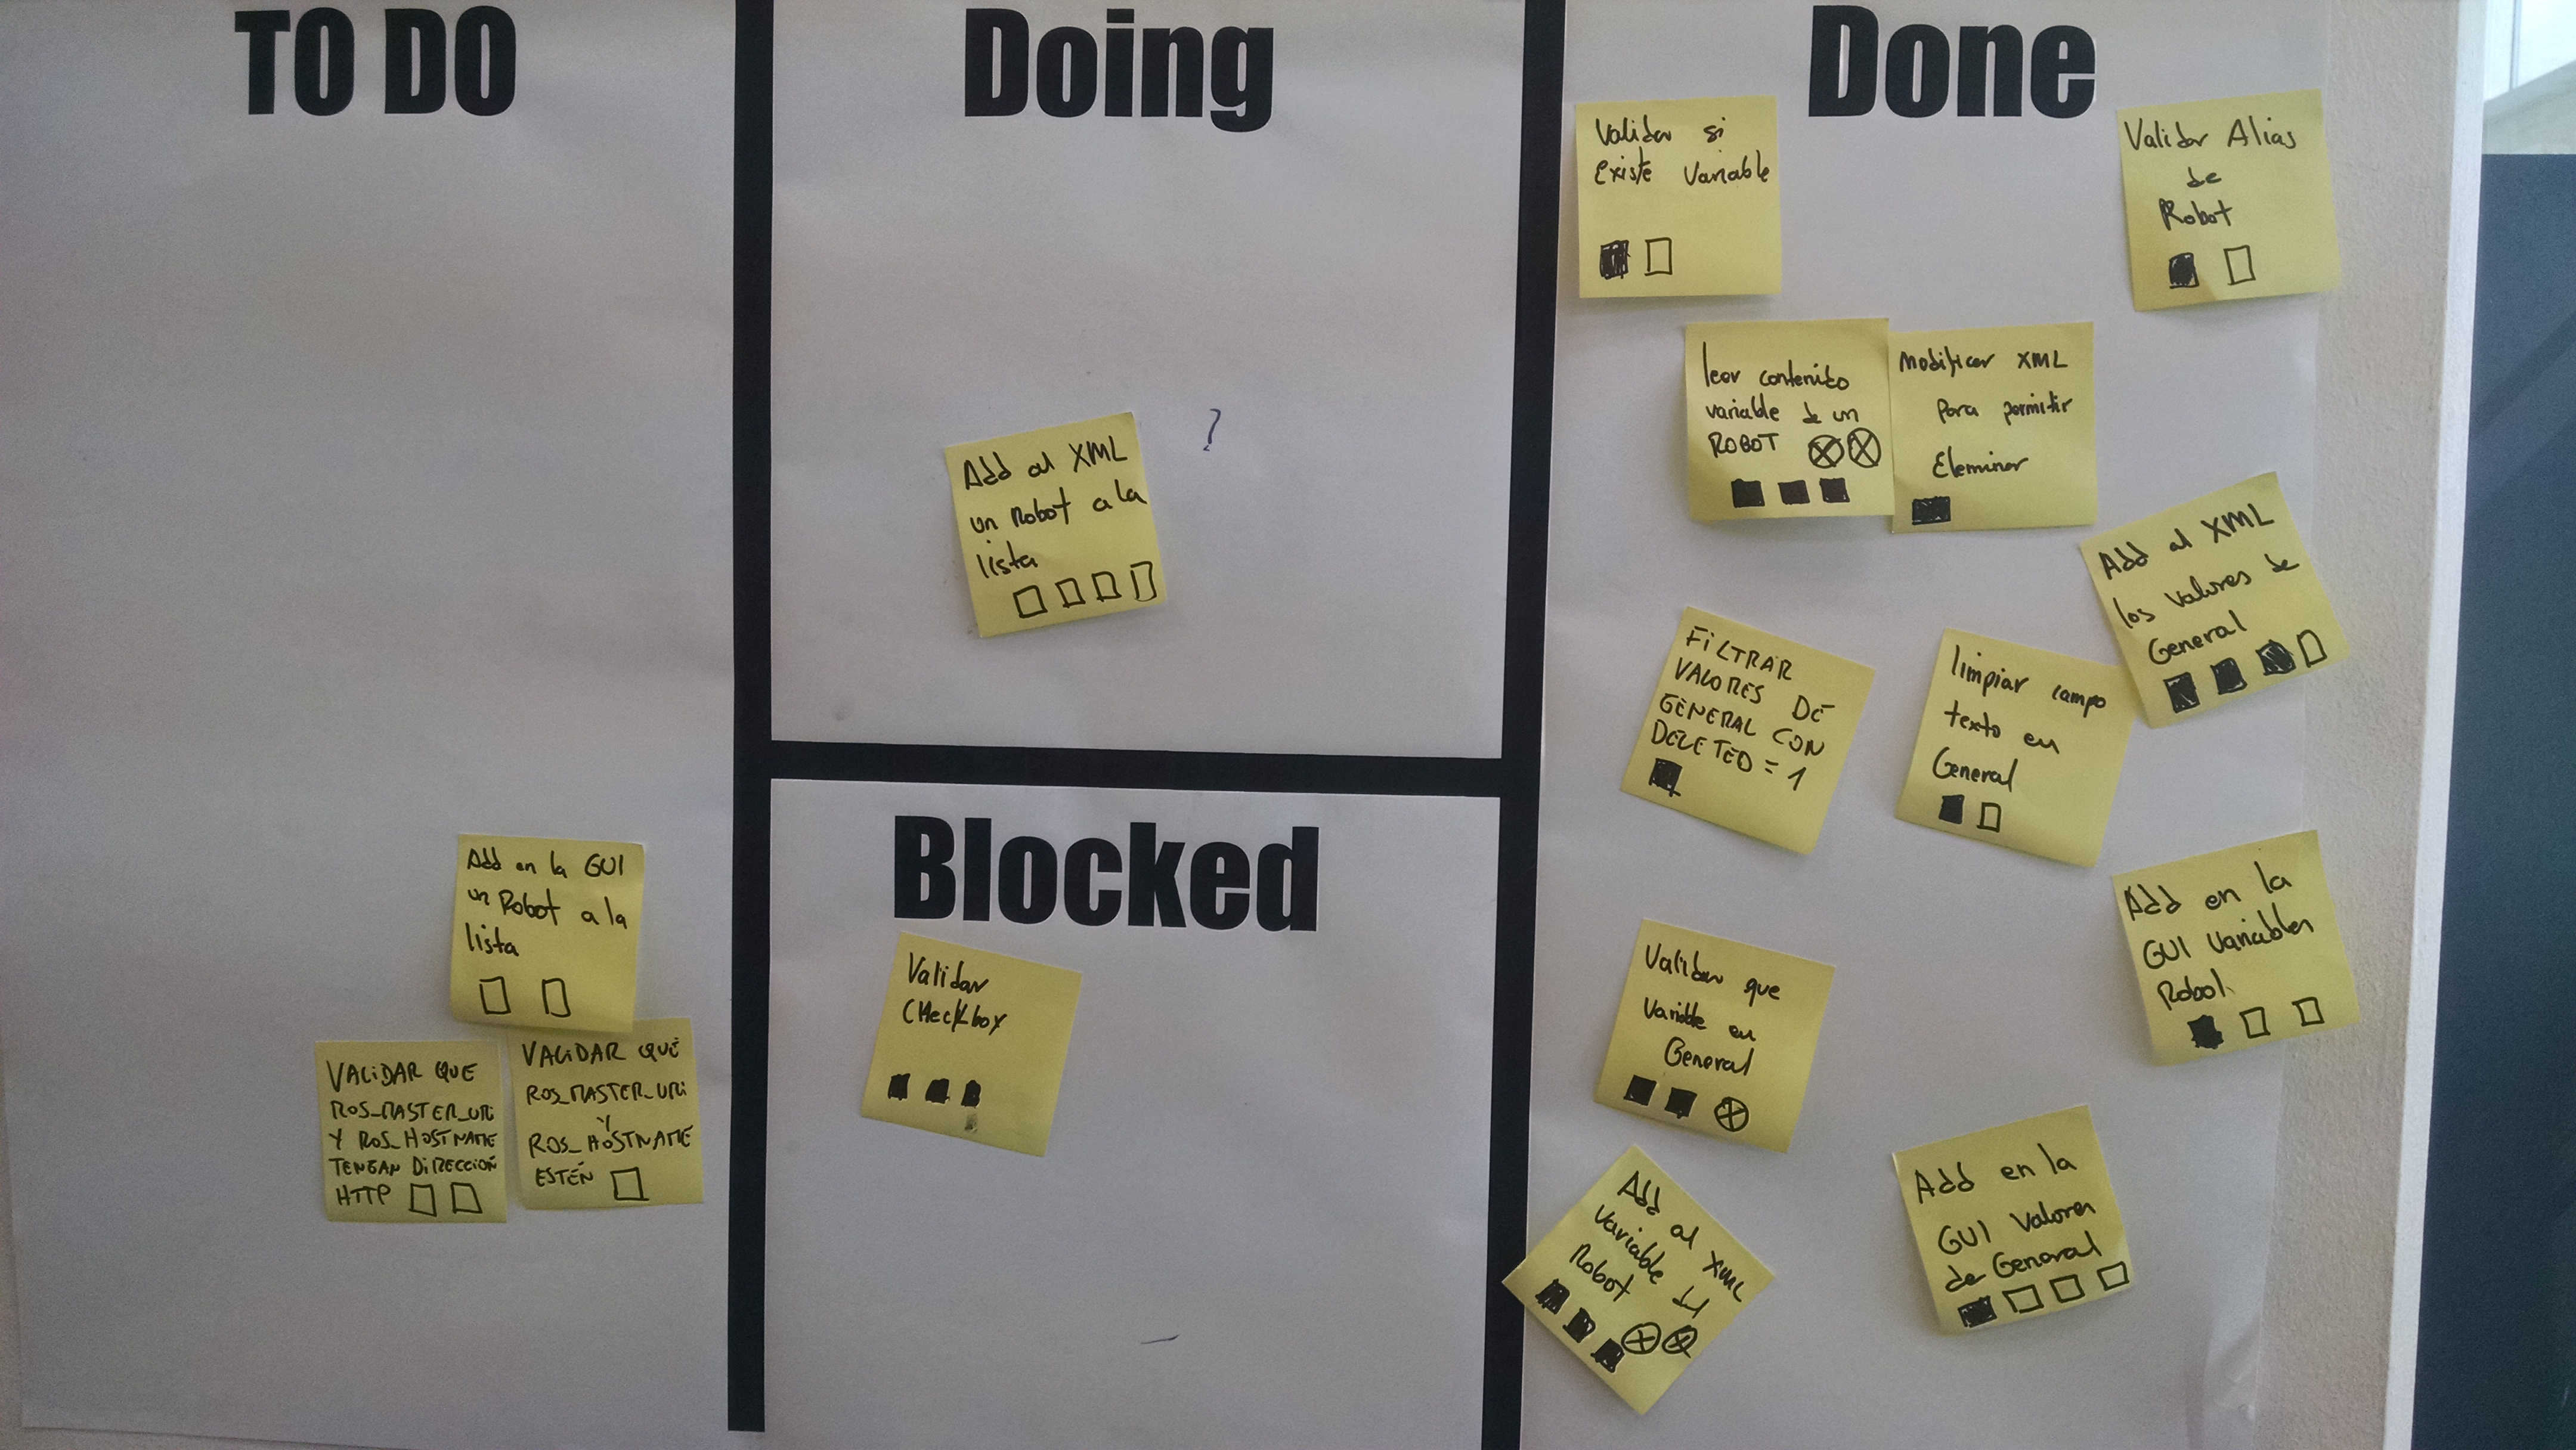 TO DO
Add en la GUI
un Robot a la
lista
VALiDAR QUE
ROS_MASTER_URi
Y ROS_HOSTNAME
TENGAN DiRECCiÓN
HTTP
VALiDAR QUE
ROS_MASTER_URi
Y
ROS_HOSTNAME
ESTÉN
Doing
?
Add al XML
un Robot a la
lista
Blocked
Validar
CHeckbox
Done
Validar si
Existe Variable
Validar Alias
de
Robot
leer contenido
variable de un
ROBOT
Modificar XML
Para permitir
Eleminar
Add al XML
los Valores de
General
FiLTRAR
VALORES DE
GENERAL CON
DELETED = 1
limpiar campo
texto en
General
Add en la
GUI Variables
Robot.
Validar que
Variable en
General
Add al XML
Variable del
Robot
Add en la
GUI Valores
de General